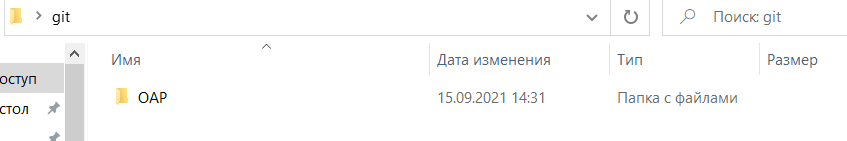 git
Поиск: git
Имя Дата изменения Тип Размер
оступ
OAP 15.09.2021 14:31 Папка с файлами
стол